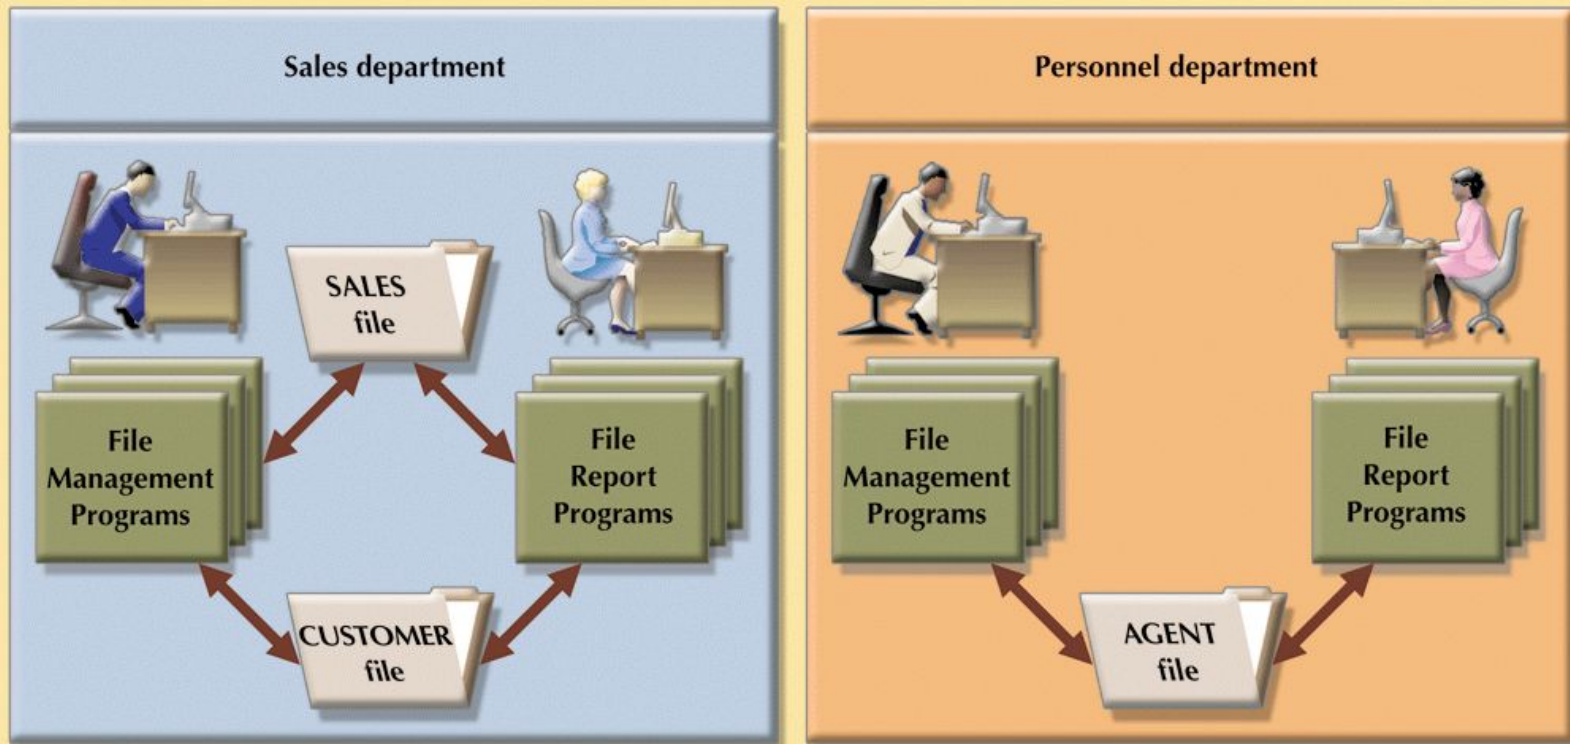 Sales department
SALES
file
File
Management
Programs
File
Report
Programs
CUSTOMER
file
Personnel department
File
Management
Programs
File
Report
Programs
AGENT
file